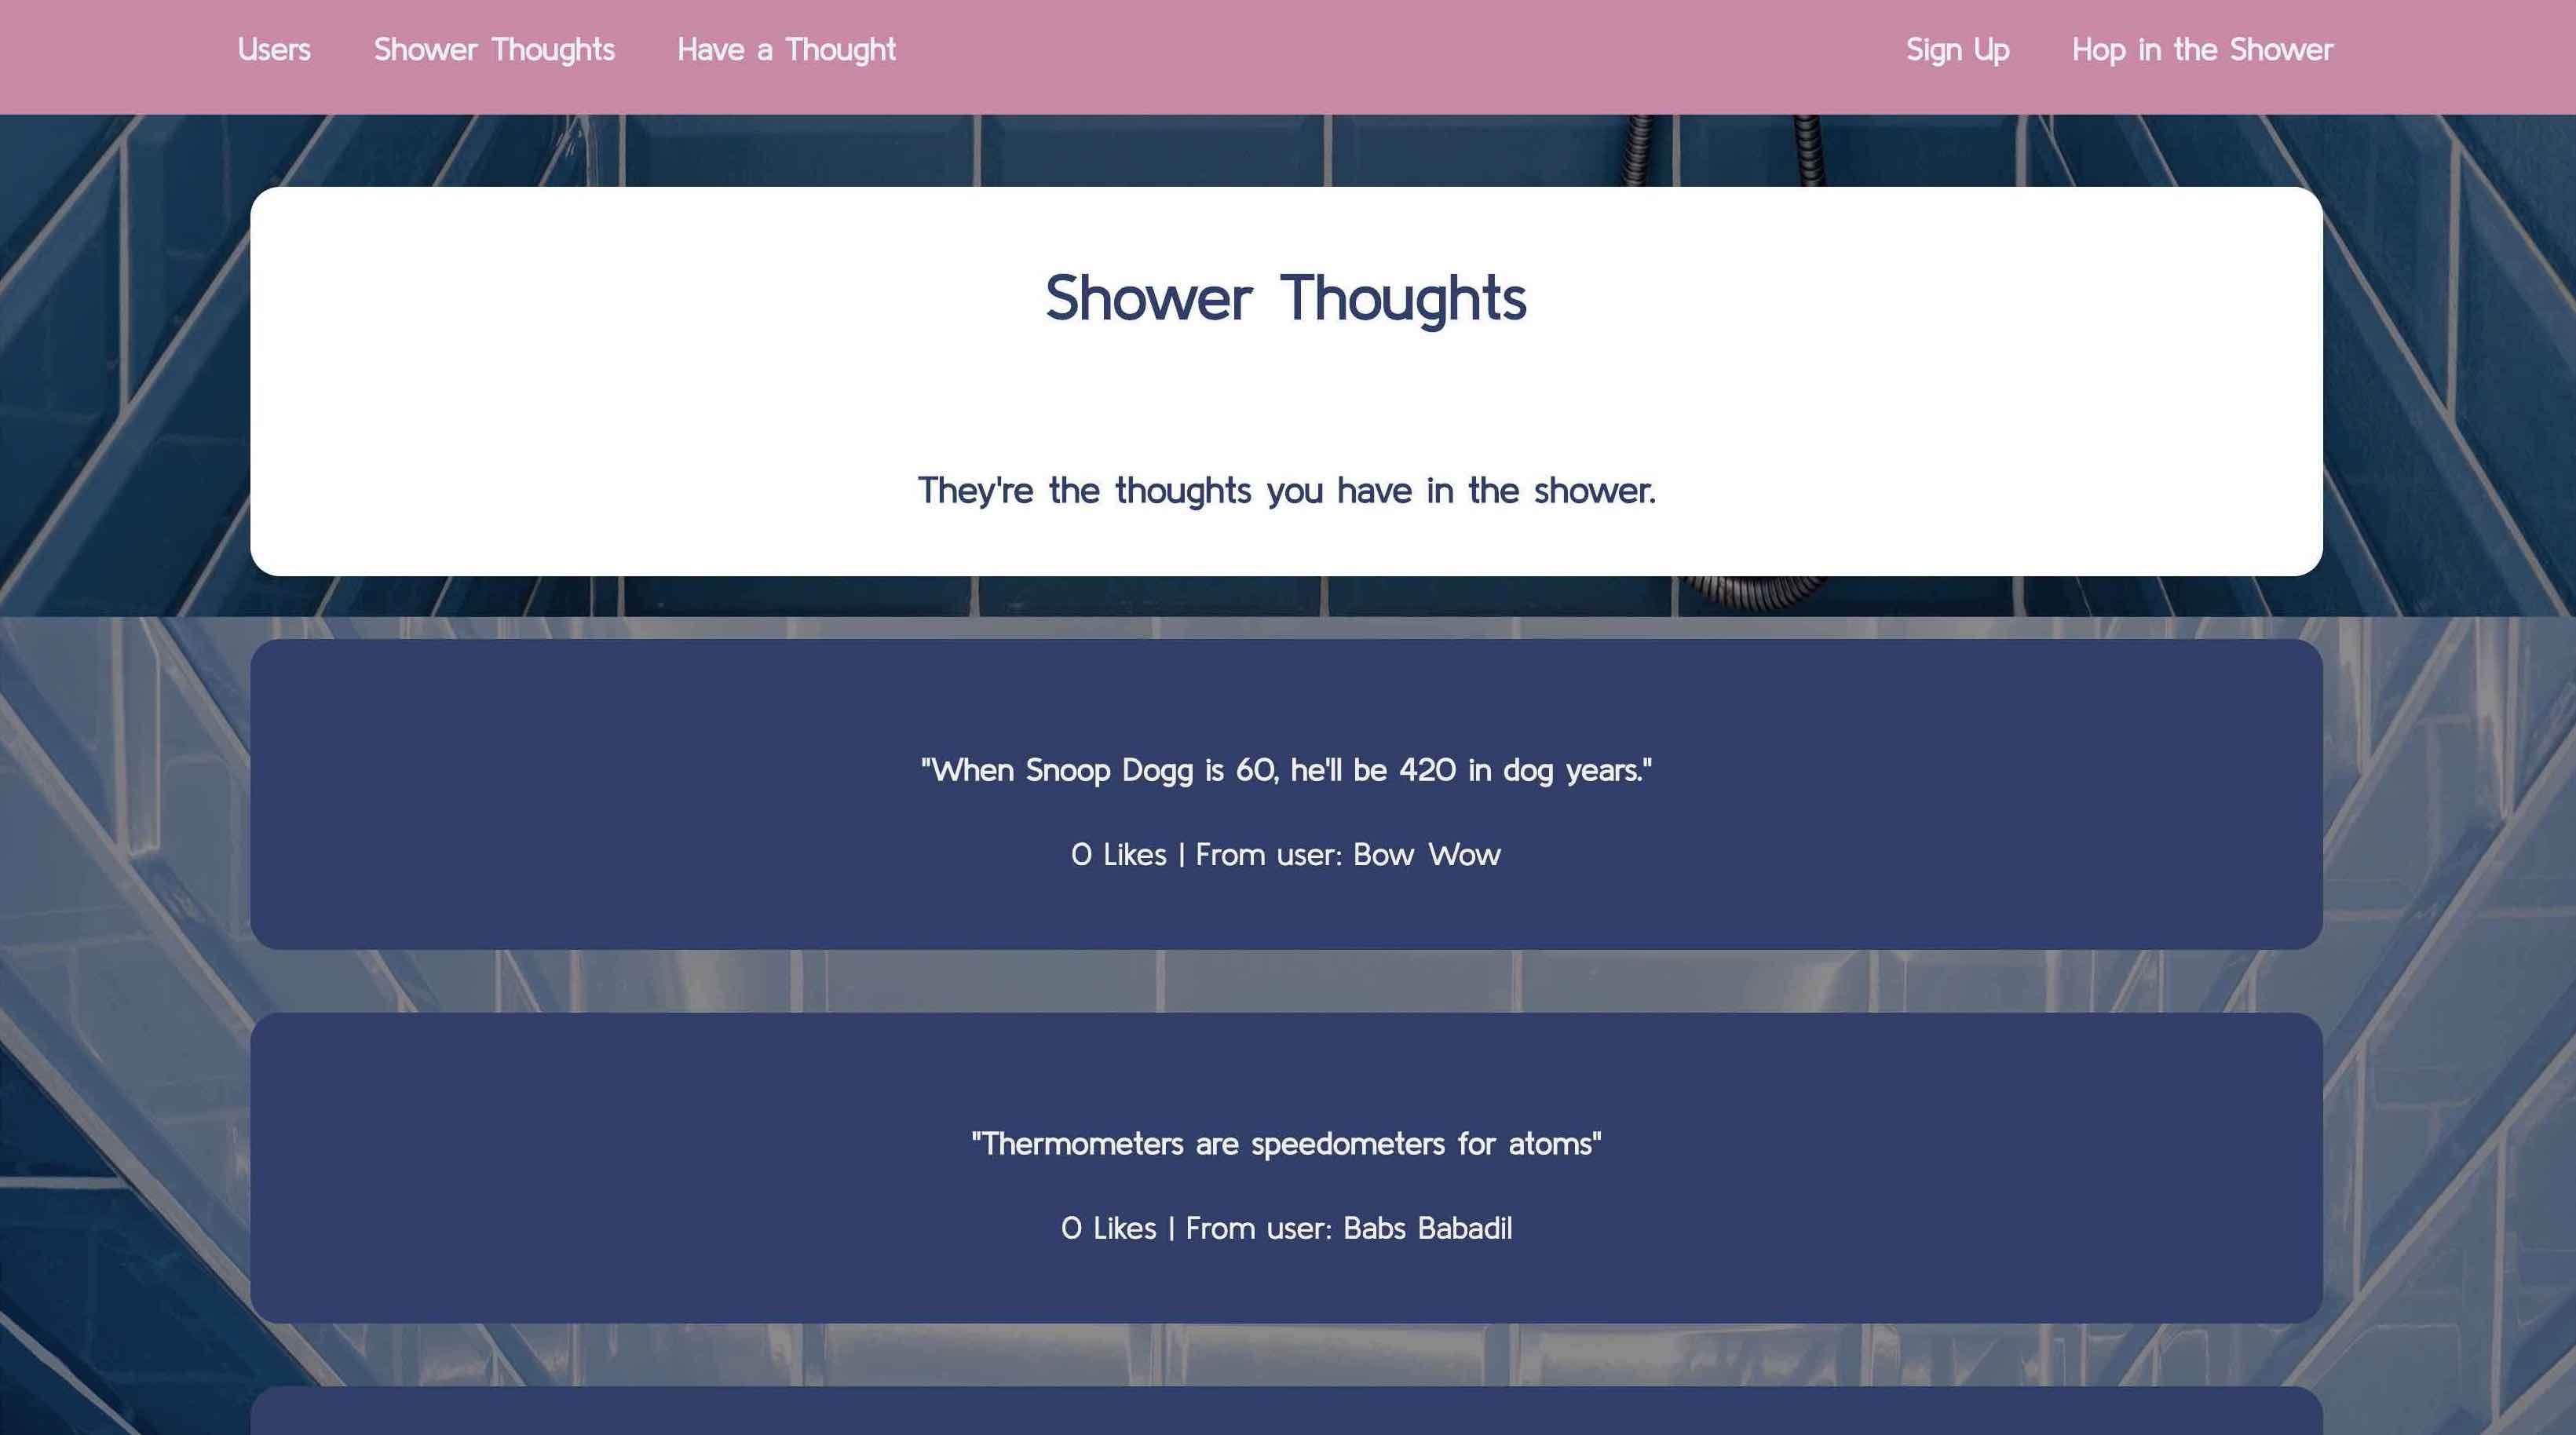 Users Shower Thoughts Have a Thought Sign Up Hop in the Shower
Shower Thoughts
They're the thoughts you have in the shower.
"When Snoop Dogg is 60, he'll be 420 in dog years."
0 Likes | From user: Bow Wow
"Thermometers are speedometers for atoms"
0 Likes | From user: Babs Babadil